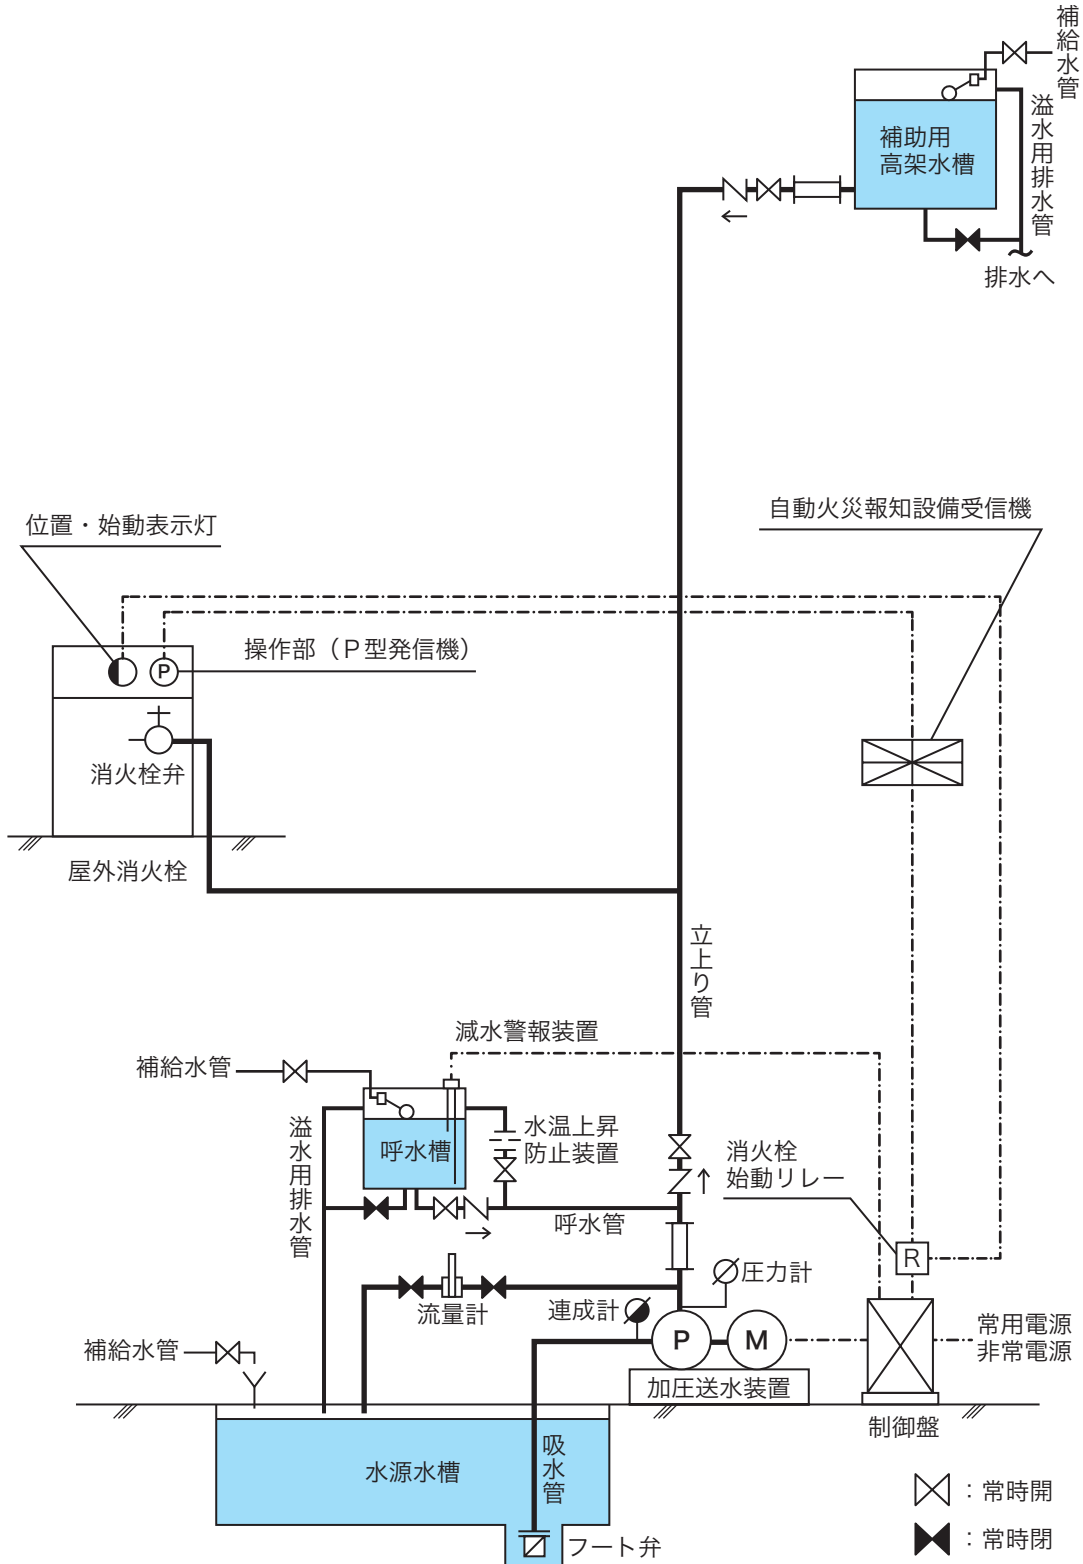 補給水管
溢水用排水管
補助用
高架水槽
排水へ
自動火災報知設備受信機
位置・始動表示灯
操作部（P型発信機）
P
消火栓弁
屋外消火栓
立上り管
減水警報装置
補給水管
溢水用排水管
呼水槽
水温上昇
防止装置
消火栓
始動リレー
呼水管
R
圧力計
流量計
連成計
P
M
常用電源
非常電源
補給水管
加圧送水装置
制御盤
吸水管
水源水槽
：常時開
フート弁
：常時閉